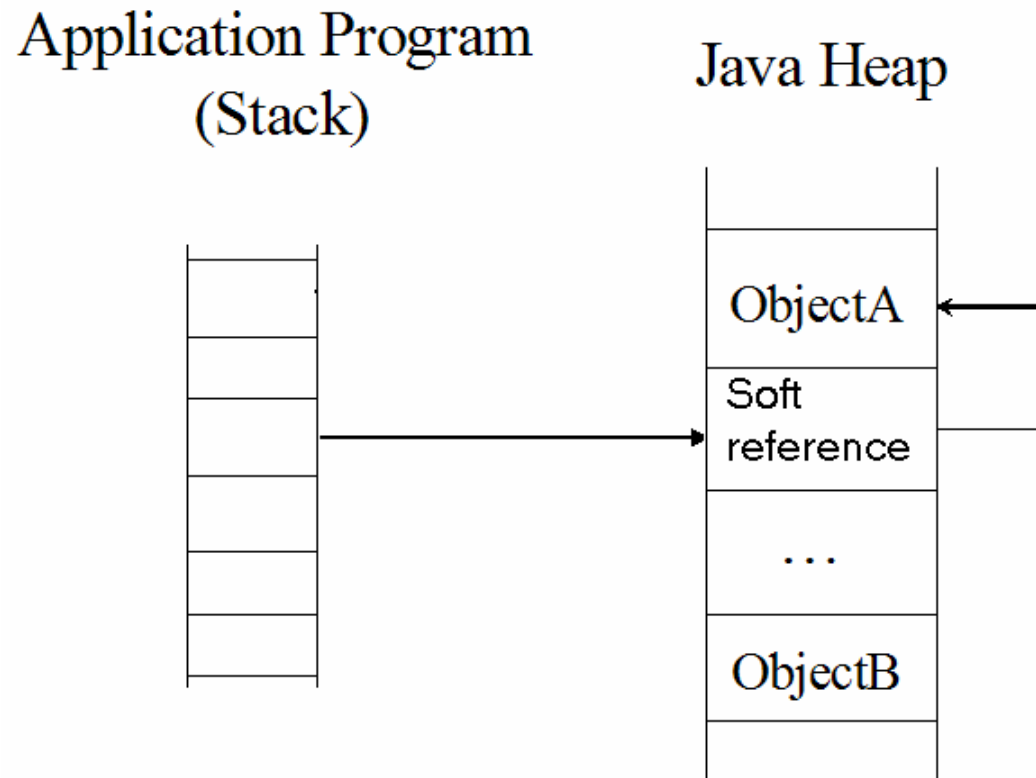 Application Program
(Stack)
Java Heap
ObjectA
Soft
reference
...
ObjectB